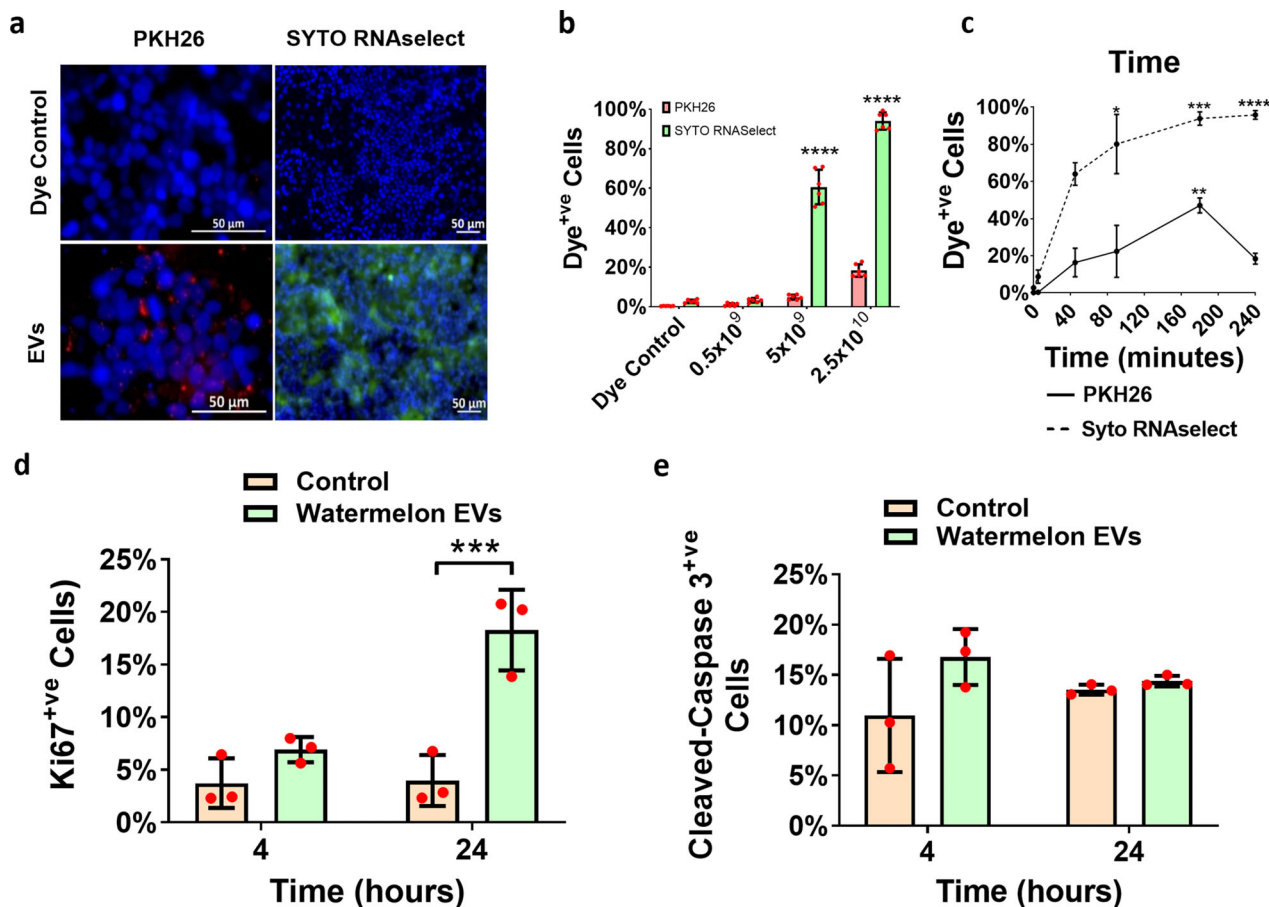 a
PKH26
SYTO RNAselect
Dye Control
50 µm
50 µm
EVs
50 µm
50 µm
b
PKH26
SYTO RNASelect
Dye+ve Cells
100%
80%
60%
40%
20%
0%
****
****
Dye Control
0.5x10^9
5x10^9
2.5x10^10
c
Time
Dye+ve Cells
100%
80%
60%
40%
20%
0%
*
***
****
**
0
40
80
120
160
200
240
Time (minutes)
PKH26
Syto RNAselect
d
Control
Watermelon EVs
Ki67+ve Cells)
25%
20%
15%
10%
5%
0%
***
4
24
Time (hours)
e
Control
Watermelon EVs
Cleaved-Caspase 3+ve
Cells
25%
20%
15%
10%
5%
0%
4
24
Time (hours)